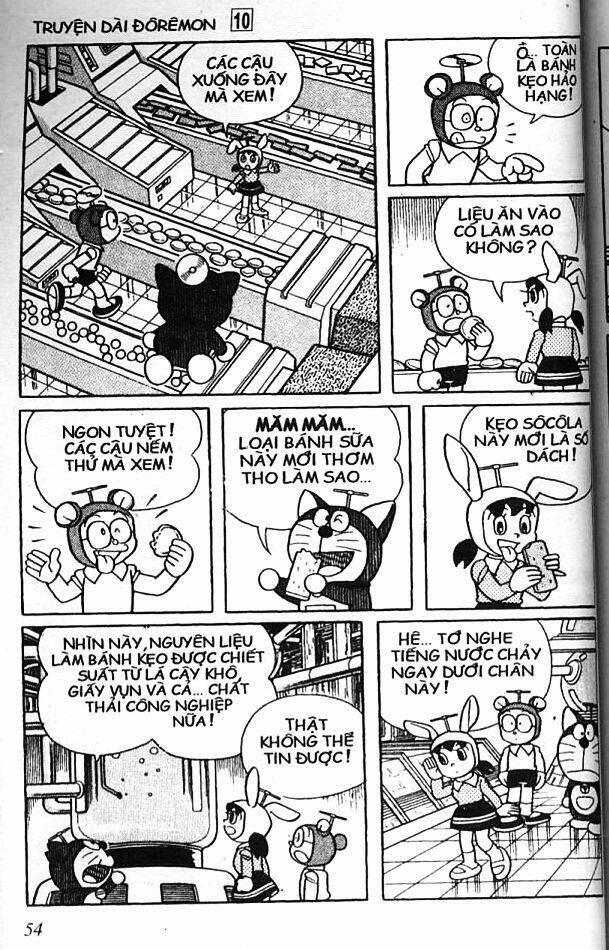 TRUYỆN DÀI ĐÔRÊMON 10
CÁC CẬU
XUỐNG ĐÂY
MÀ XEM!
Ồ... TOÀN
LÀ BÁNH
KẸO HẢO
HẠNG!
LIỆU ĂN VÀO
CÓ LÀM SAO
KHÔNG?
NGON TUYỆT!
CÁC CẬU NẾM
THỬ MÀ XEM!
MĂM MĂM...
LOẠI BÁNH SỮA
NÀY MỚI THƠM
THO LÀM SAO...
KẸO SÔCÔLA
NÀY MỚI LÀ SỐ
DÁCH!
NHÌN NÀY, NGUYÊN LIỆU
LÀM BÁNH KẸO ĐƯỢC CHIẾT
SUẤT TỪ LÁ CÂY KHÔ,
GIẤY VỤN VÀ CẢ... CHẤT
THẢI CÔNG NGHIỆP
NỮA!
THẬT
KHÔNG THỂ
TIN ĐƯỢC!
HÊ... TỚ NGHE
TIẾNG NƯỚC CHẢY
NGAY DƯỚI CHÂN
NÀY!
54